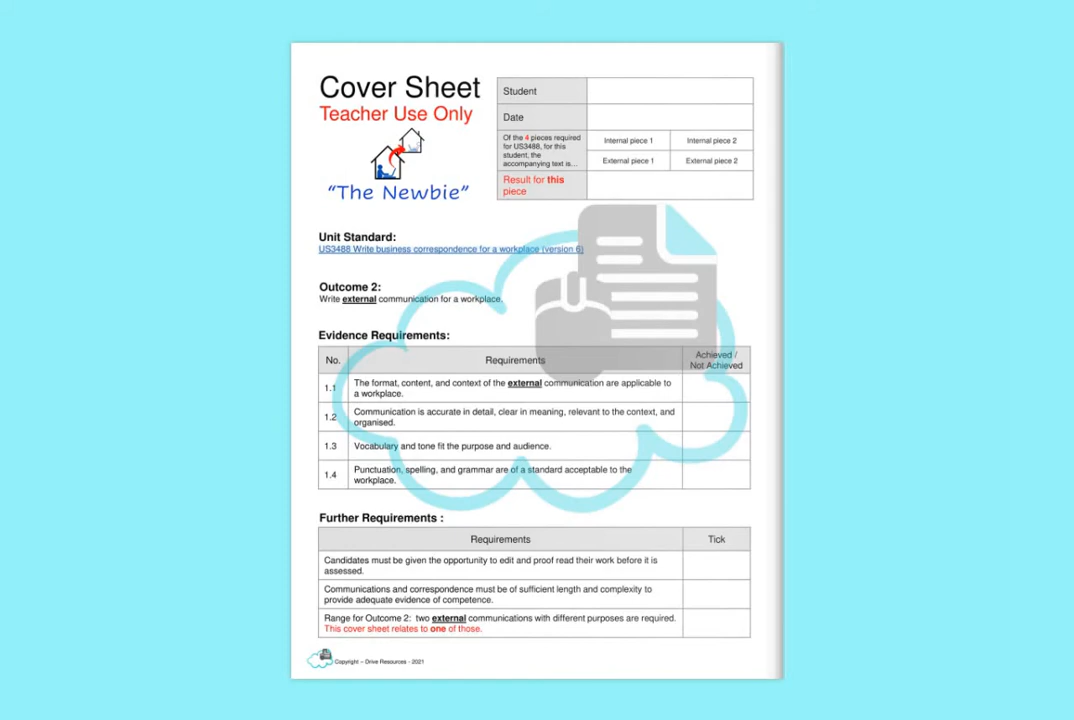 Cover Sheet
Teacher Use Only
"The Newbie"
Student
Date
Of the 4 pieces required
for US3488, for this
student, the
accompanying text is...
Internal piece 1
Internal piece 2
External piece 1
External piece 2
Result for this
piece
Unit Standard:
US3488 Write business correspondence for a workplace (version 6)
Outcome 2:
Write external communication for a workplace.
Evidence Requirements:
No.
Requirements
Achieved /
Not Achieved
1.1
The format, content, and context of the external communication are applicable to
a workplace.
1.2
Communication is accurate in detail, clear in meaning, relevant to the context, and
organised.
1.3
Vocabulary and tone fit the purpose and audience.
1.4
Punctuation, spelling, and grammar are of a standard acceptable to the
workplace.
Further Requirements :
Requirements
Tick
Candidates must be given the opportunity to edit and proof read their work before it is
assessed.
Communications and correspondence must be of sufficient length and complexity to
provide adequate evidence of competence.
Range for Outcome 2: two external communications with different purposes are required.
This cover sheet relates to one of those.
Copyright – Drive Resources - 2021